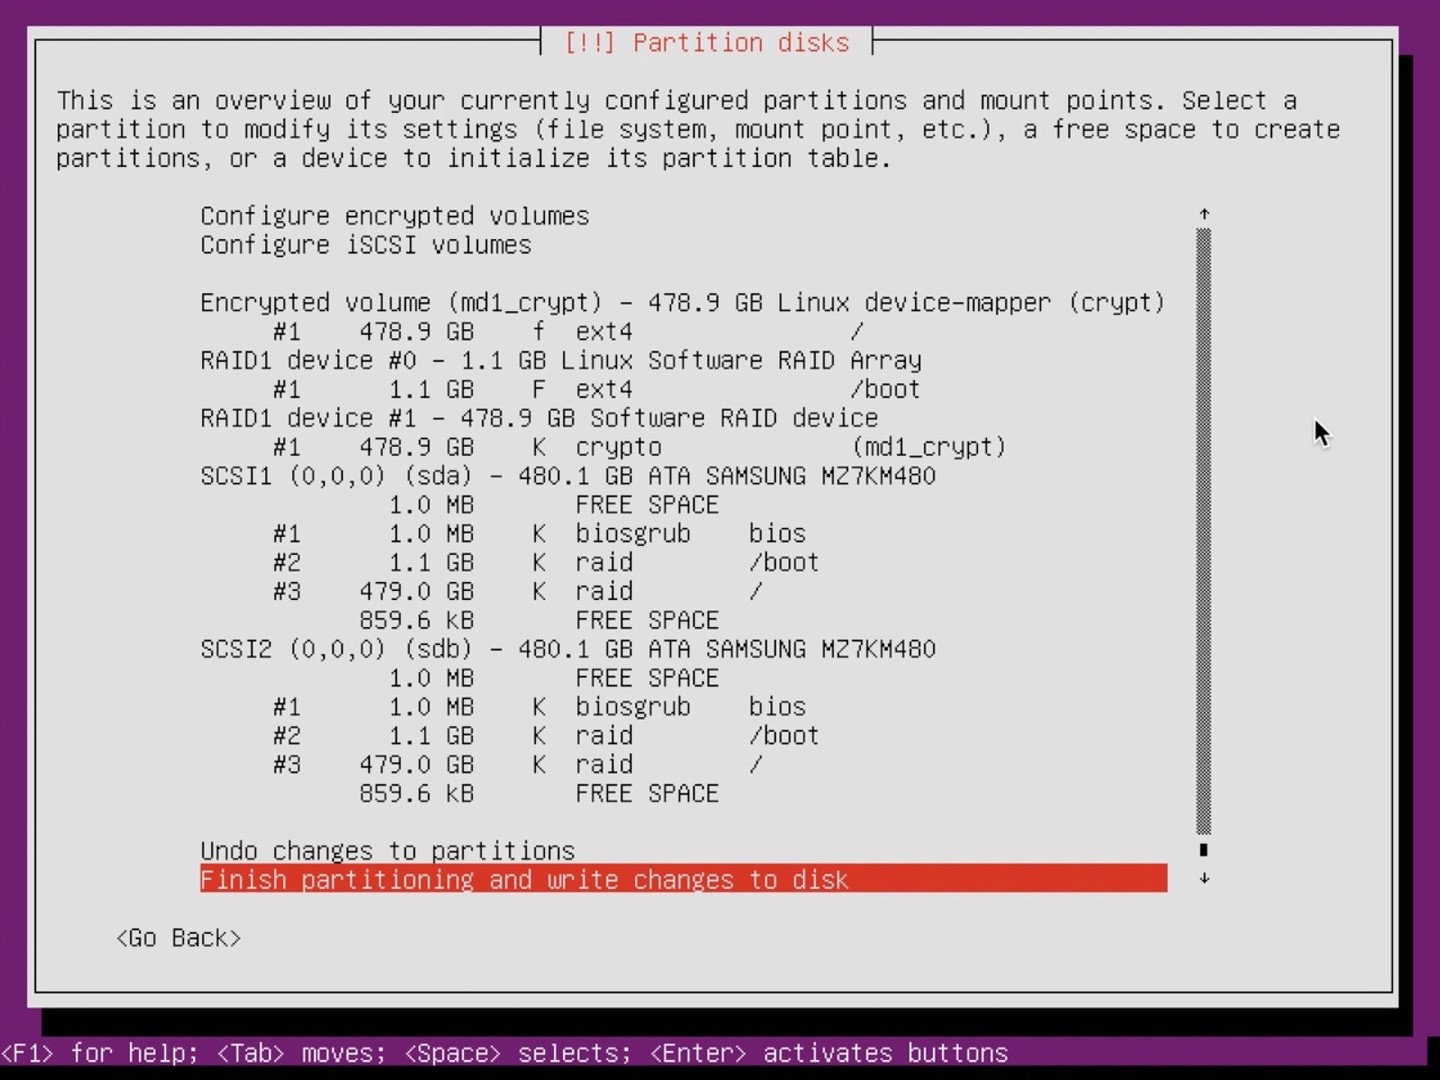 [!!] Partition disks
This is an overview of your currently configured partitions and mount points. Select a
partition to modify its settings (file system, mount point, etc.), a free space to create
partitions, or a device to initialize its partition table.
Configure encrypted volumes
Configure iSCSI volumes
Encrypted volume (md1_crypt) - 478.9 GB Linux device-mapper (crypt)
#1 478.9 GB f ext4 /
RAID1 device #0 - 1.1 GB Linux Software RAID Array
#1 1.1 GB F ext4 /boot
RAID1 device #1 - 478.9 GB Software RAID device
#1 478.9 GB K crypto (md1_crypt)
SCSI1 (0,0,0) (sda) - 480.1 GB ATA SAMSUNG MZ7KM480
1.0 MB FREE SPACE
#1 1.0 MB K biosgrub bios
#2 1.1 GB K raid /boot
#3 479.0 GB K raid /
859.6 kB FREE SPACE
SCSI2 (0,0,0) (sdb) - 480.1 GB ATA SAMSUNG MZ7KM480
1.0 MB FREE SPACE
#1 1.0 MB K biosgrub bios
#2 1.1 GB K raid /boot
#3 479.0 GB K raid /
859.6 kB FREE SPACE
Undo changes to partitions
Finish partitioning and write changes to disk
<Go Back>
<F1> for help; <Tab> moves; <Space> selects; <Enter> activates buttons